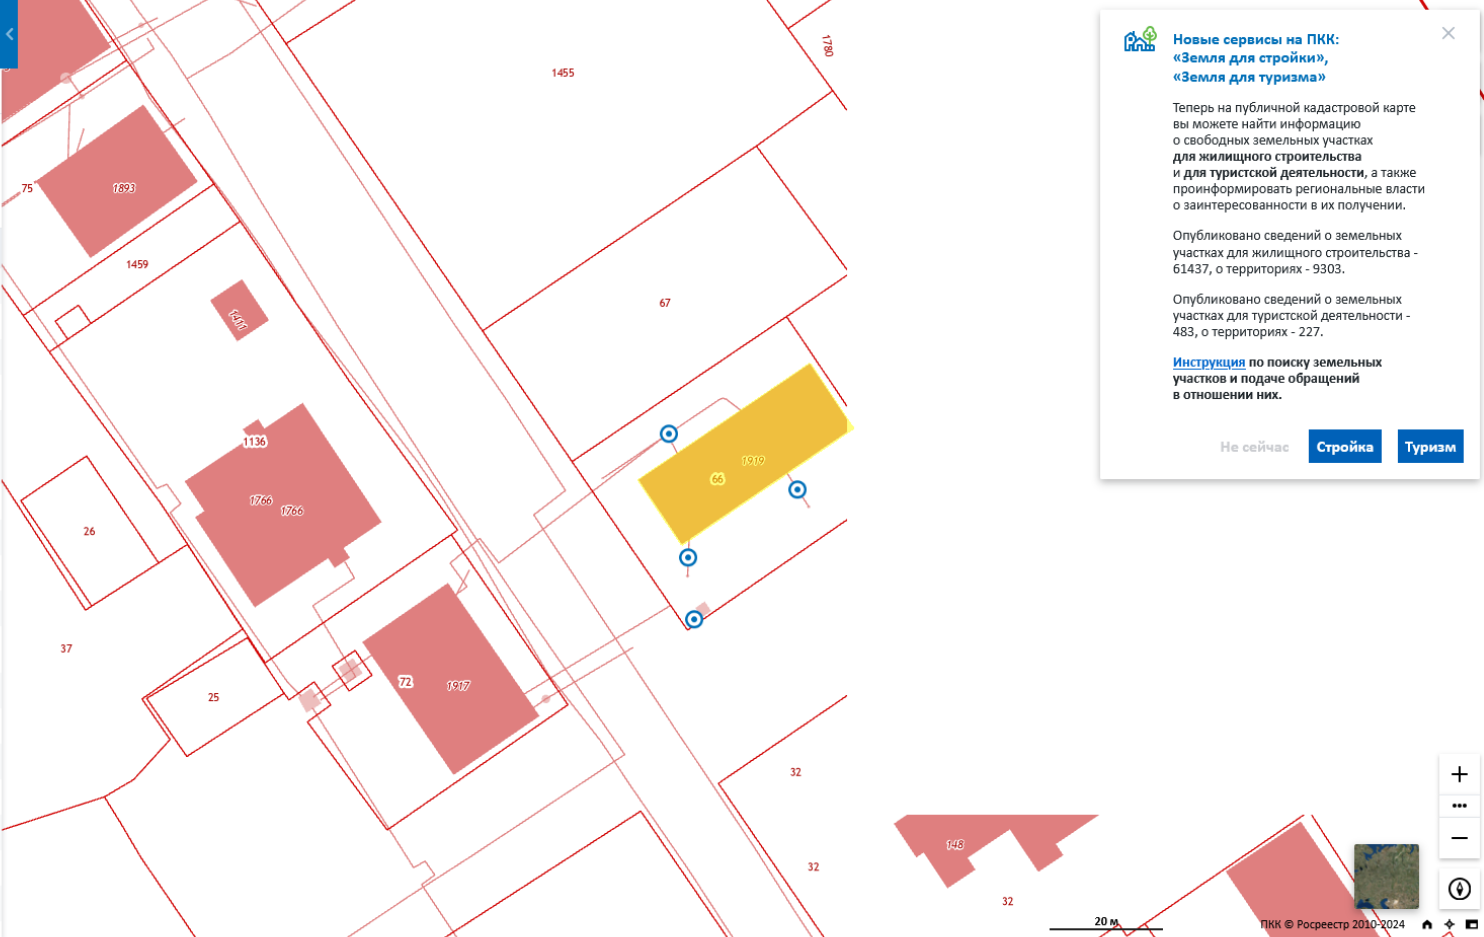 1780
1455
75
1893
1459
1411
67
1136
1766
1766
26
66
1919
37
25
72
1917
32
32
148
32
Новые сервисы на ПКК:
«Земля для стройки»,
«Земля для туризма»
Теперь на публичной кадастровой карте
вы можете найти информацию
о свободных земельных участках
для жилищного строительства
и для туристской деятельности, а также
проинформировать региональные власти
о заинтересованности в их получении.
Опубликовано сведений о земельных
участках для жилищного строительства -
61437, о территориях - 9303.
Опубликовано сведений о земельных
участках для туристской деятельности -
483, о территориях - 227.
Инструкция по поиску земельных
участков и подаче обращений
в отношении них.
Не сейчас Стройка Туризм
20 м
ПКК © Росреестр 2010-2024